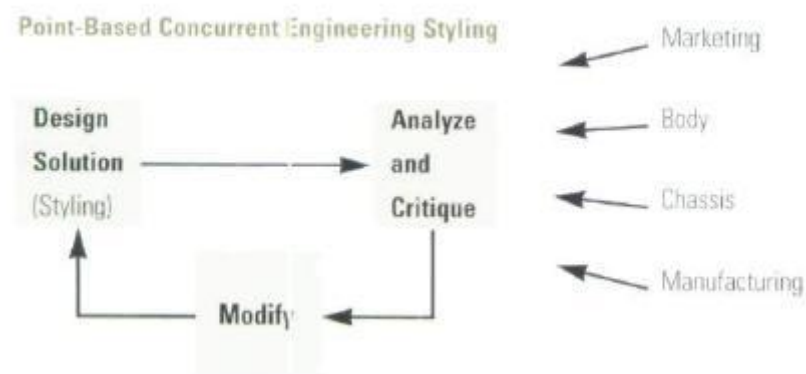 Point-Based Concurrent Engineering Styling
Design
Solution
(Styling)
Analyze
and
Critique
Modify
Marketing
Body
Chassis
Manufacturing